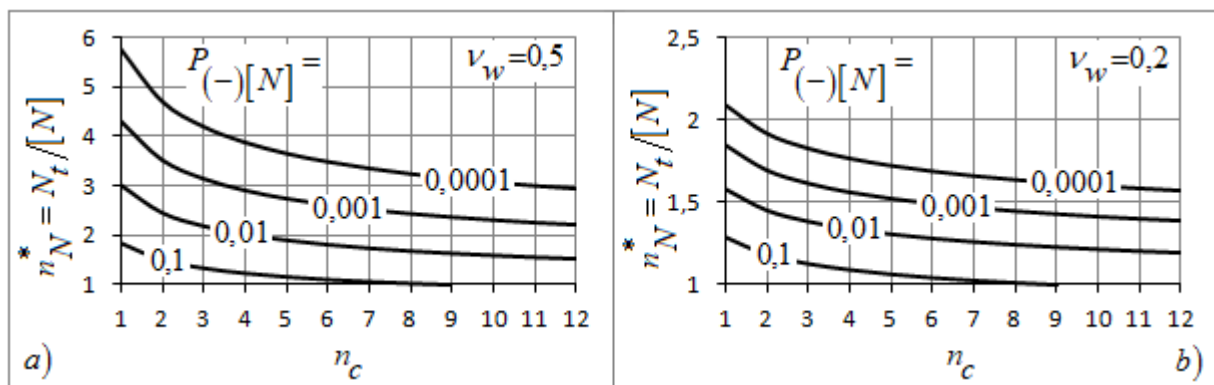 6
5
4
3
2
1
n*N = Nt/[N]
P(−)[N] =
νw=0,5
0,0001
0,001
0,01
0,1
1 2 3 4 5 6 7 8 9 10 11 12
a)
nc
2,5
2
1,5
1
n*N = Nt/[N]
P(−)[N] =
νw=0,2
0,0001
0,001
0,01
0,1
1 2 3 4 5 6 7 8 9 10 11 12
nc
b)